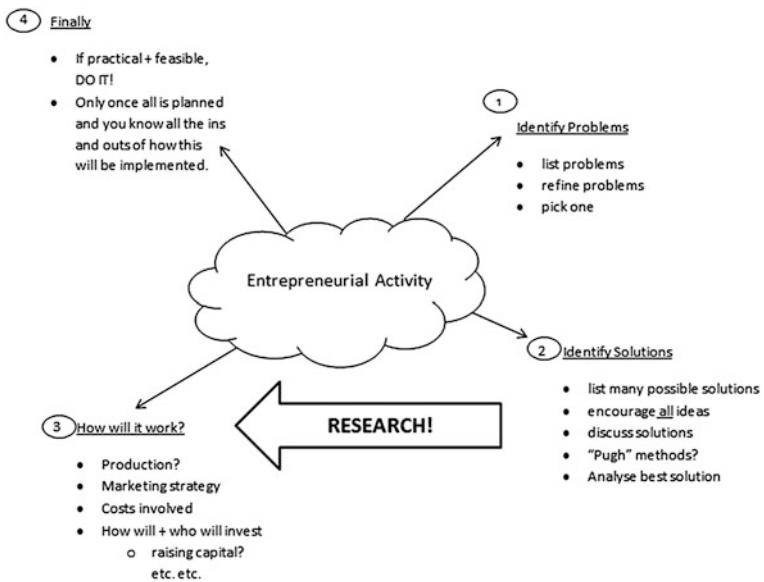 4 Finally
• If practical + feasible,
DO IT!
• Only once all is planned
and you know all the ins
and outs of how this
will be implemented.
1
Identify Problems
• list problems
• refine problems
• pick one
Entrepreneurial Activity
2 Identify Solutions
• list many possible solutions
• encourage all ideas
• discuss solutions
• “Pugh” methods?
• Analyse best solution
RESEARCH!
3 How will it work?
• Production?
• Marketing strategy
• Costs involved
• How will + who will invest
o raising capital?
etc. etc.